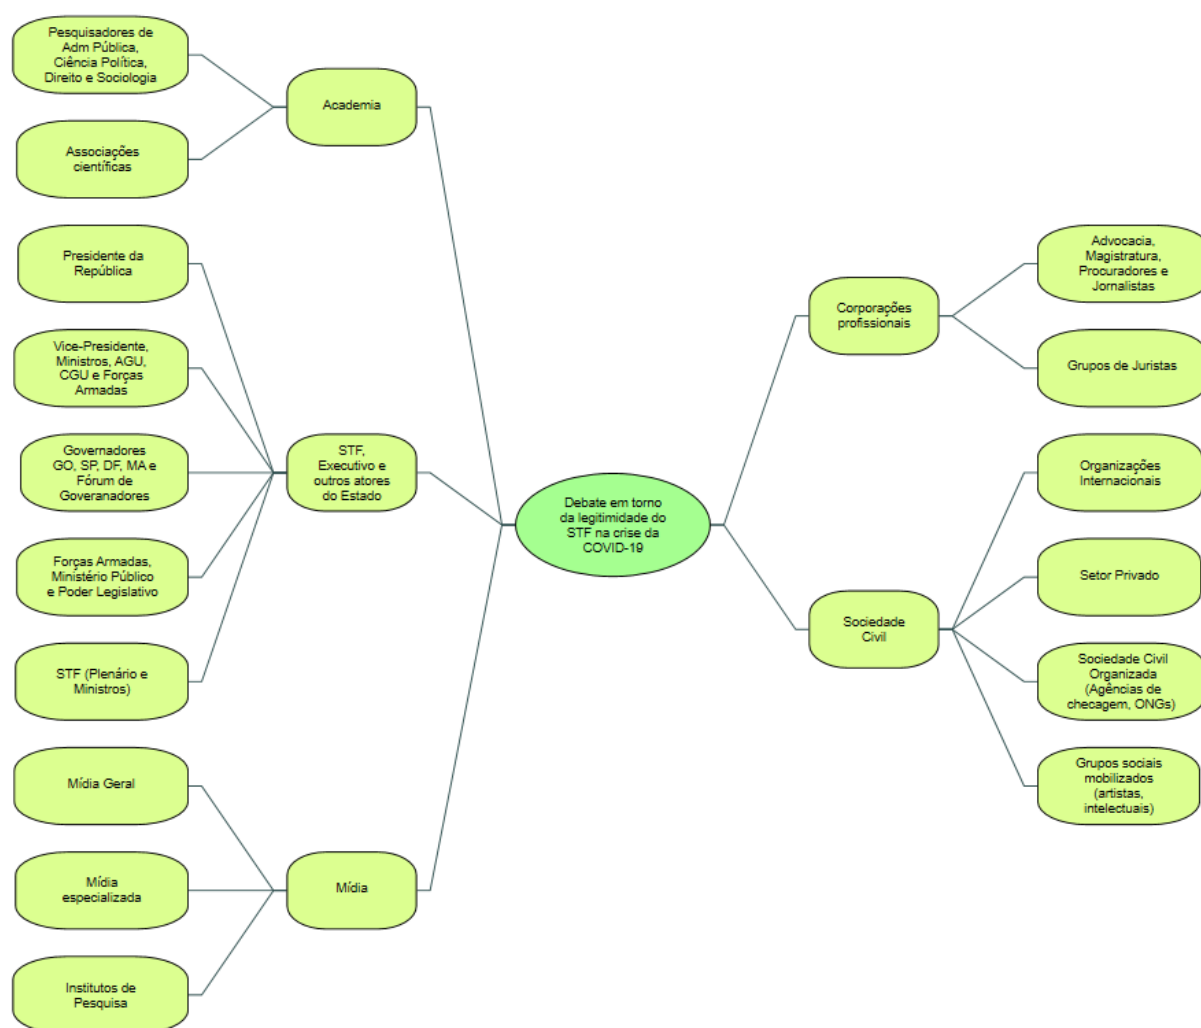 Pesquisadores de
Adm Pública,
Ciência Política,
Direito e Sociologia
Academia
Associações
científicas
Presidente da
República
Vice-Presidente,
Ministros, AGU,
CGU e Forças
Armadas
Governadores
GO, SP, DF, MA e
Fórum de
Goveranadores
STF,
Executivo e
outros atores
do Estado
Forças Armadas,
Ministério Público
e Poder Legislativo
STF (Plenário e
Ministros)
Mídia Geral
Mídia
especializada
Mídia
Institutos de
Pesquisa
Debate em torno
da legitimidade do
STF na crise da
COVID-19
Corporações
profissionais
Advocacia,
Magistratura,
Procuradores e
Jornalistas
Grupos de Juristas
Sociedade
Civil
Organizações
Internacionais
Setor Privado
Sociedade Civil
Organizada
(Agências de
checagem, ONGs)
Grupos sociais
mobilizados
(artistas,
intelectuais)